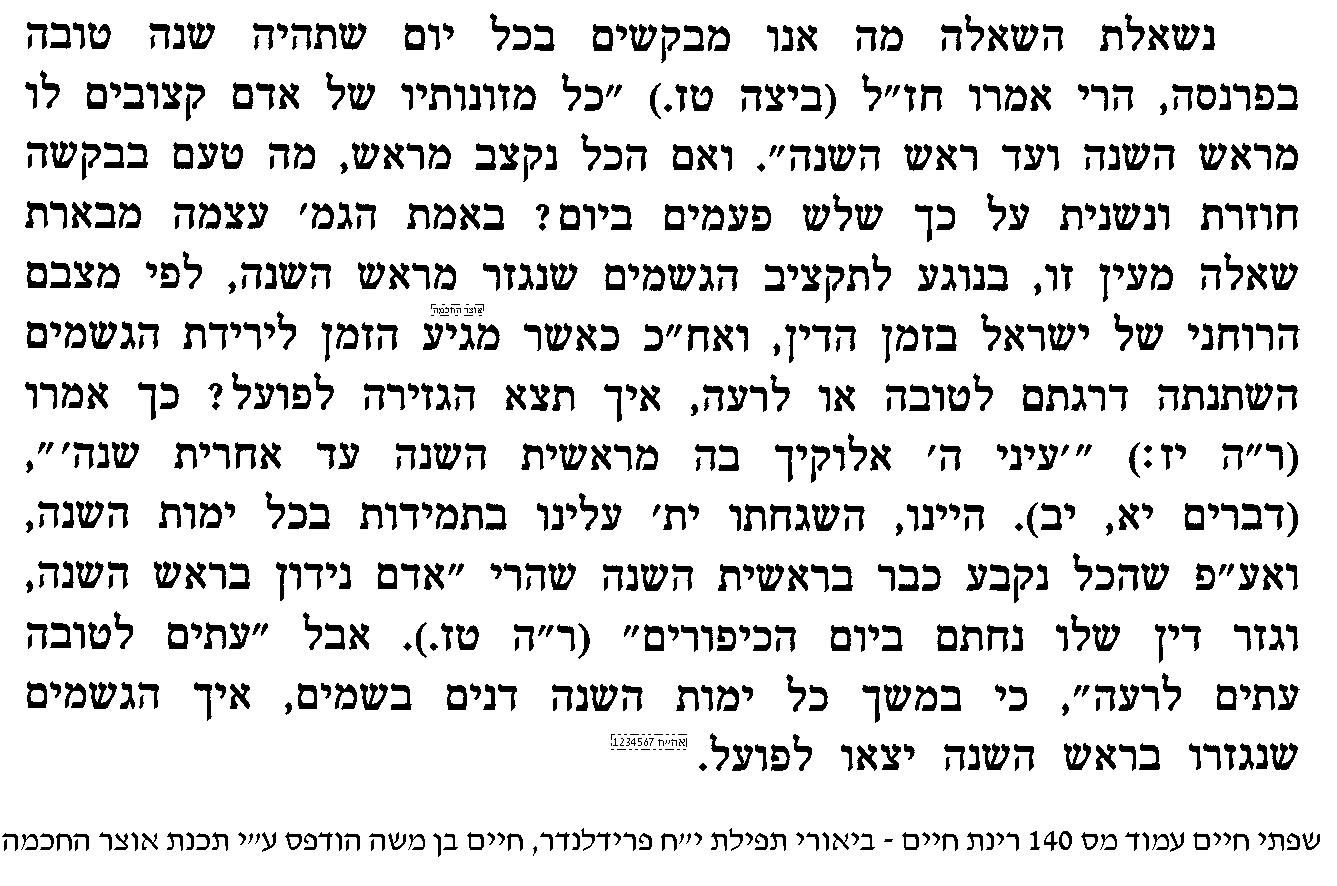 נשאלת השאלה מה אנו מבקשים בכל יום שתהיה שנה טובה
בפרנסה, הרי אמרו חז״ל (ביצה טז.) ״כל מזונותיו של אדם קצובים לו
מראש השנה ועד ראש השנה״. ואם הכל נקצב מראש, מה טעם בבקשה
חוזרת ונשנית על כך שלש פעמים ביום? באמת הגמ׳ עצמה מבארת
שאלה מעין זו, בנוגע לתקציב הגשמים שנגזר מראש השנה, לפי מצבם
אוצר החכמה
הרוחני של ישראל בזמן הדין, ואח״כ כאשר מגיע הזמן לירידת הגשמים
השתנתה דרגתם לטובה או לרעה, איך תצא הגזירה לפועל? כך אמרו
(ר״ה יז:) ״׳עיני ה׳ אלוקיך בה מראשית השנה עד אחרית שנה׳״,
(דברים יא, יב). היינו, השגחתו ית׳ עלינו בתמידות בכל ימות השנה,
ואע״פ שהכל נקבע כבר בראשית השנה שהרי ״אדם נידון בראש השנה,
וגזר דין שלו נחתם ביום הכיפורים״ (ר״ה טז.). אבל ״עתים לטובה
עתים לרעה״, כי במשך כל ימות השנה דנים בשמים, איך הגשמים
שנגזרו בראש השנה יצאו לפועל.
אח״ח 1234567
שפתי חיים עמוד מס 140 רינת חיים - ביאורי תפילת י״ח פרידלנדר, חיים בן משה הודפס ע״י תכנת אוצר החכמה